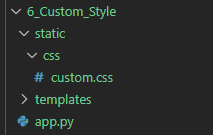 6_Custom_Style
static
css
# custom.css
templates
app.py